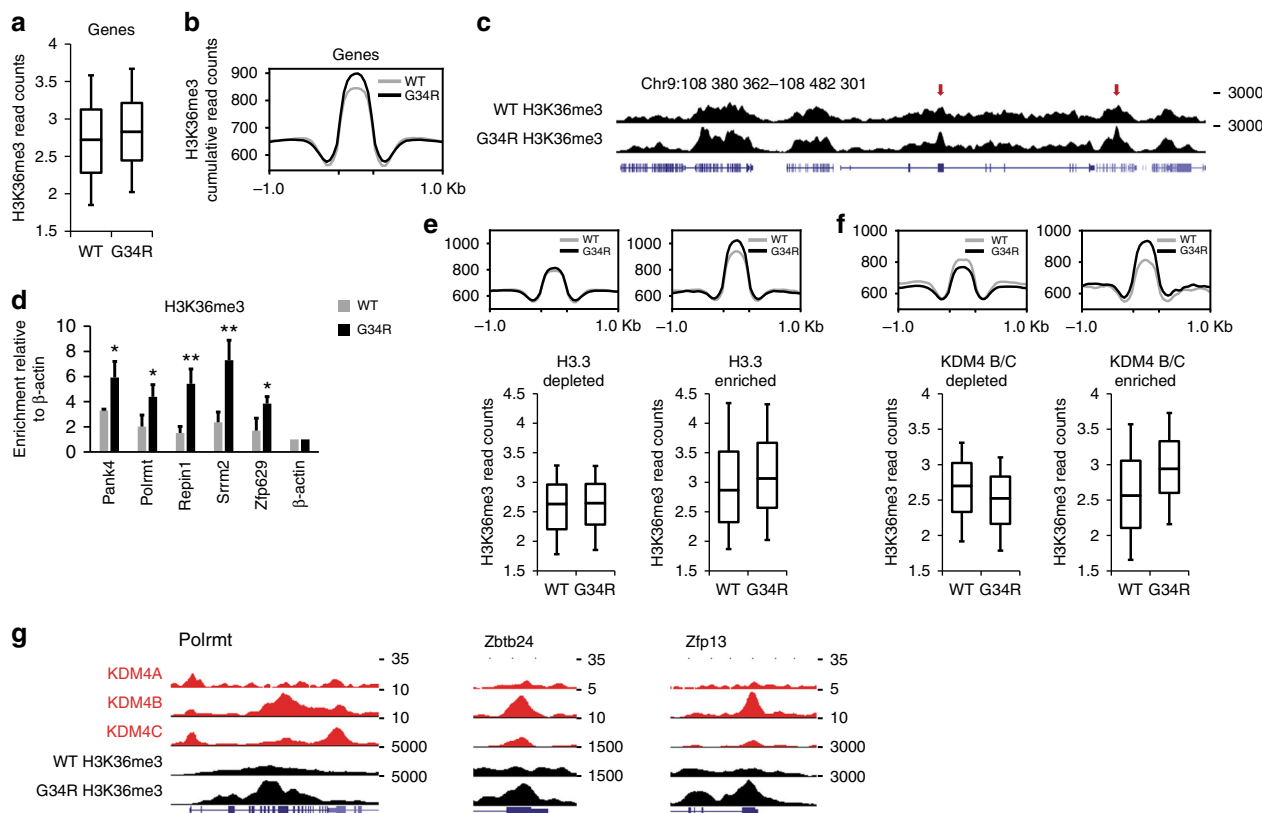 a
Genes
H3K36me3 read counts
4
3.5
3
2.5
2
1.5
WT G34R
b
Genes
H3K36me3
cumulative read counts
900
800
700
600
WT
G34R
–1.0
1.0 Kb
c
Chr9:108 380 362–108 482 301
3000
WT H3K36me3
3000
G34R H3K36me3
d
H3K36me3
WT
G34R
Enrichment relative
to β-actin
10
8
6
4
2
0
*
*
**
**
*
Pank4
Polrmt
Repin1
Srrm2
Zfp629
β-actin
e
1000
800
600
WT
G34R
–1.0
1.0 Kb
WT
G34R
–1.0
1.0 Kb
H3.3
depleted
H3K36me3 read counts
4.5
4
3.5
3
2.5
2
1.5
WT G34R
H3.3
enriched
H3K36me3 read counts
4.5
4
3.5
3
2.5
2
1.5
WT G34R
f
1000
800
600
WT
G34R
–1.0
1.0 Kb
WT
G34R
–1.0
1.0 Kb
KDM4 B/C
depleted
H3K36me3 read counts
4.5
4
3.5
3
2.5
2
1.5
WT G34R
KDM4 B/C
enriched
H3K36me3 read counts
4.5
4
3.5
3
2.5
2
1.5
WT G34R
g
Polrmt
Zbtb24
Zfp13
35
35
35
KDM4A
10
5
5
KDM4B
10
10
10
KDM4C
5000
1500
3000
WT H3K36me3
5000
1500
3000
G34R H3K36me3